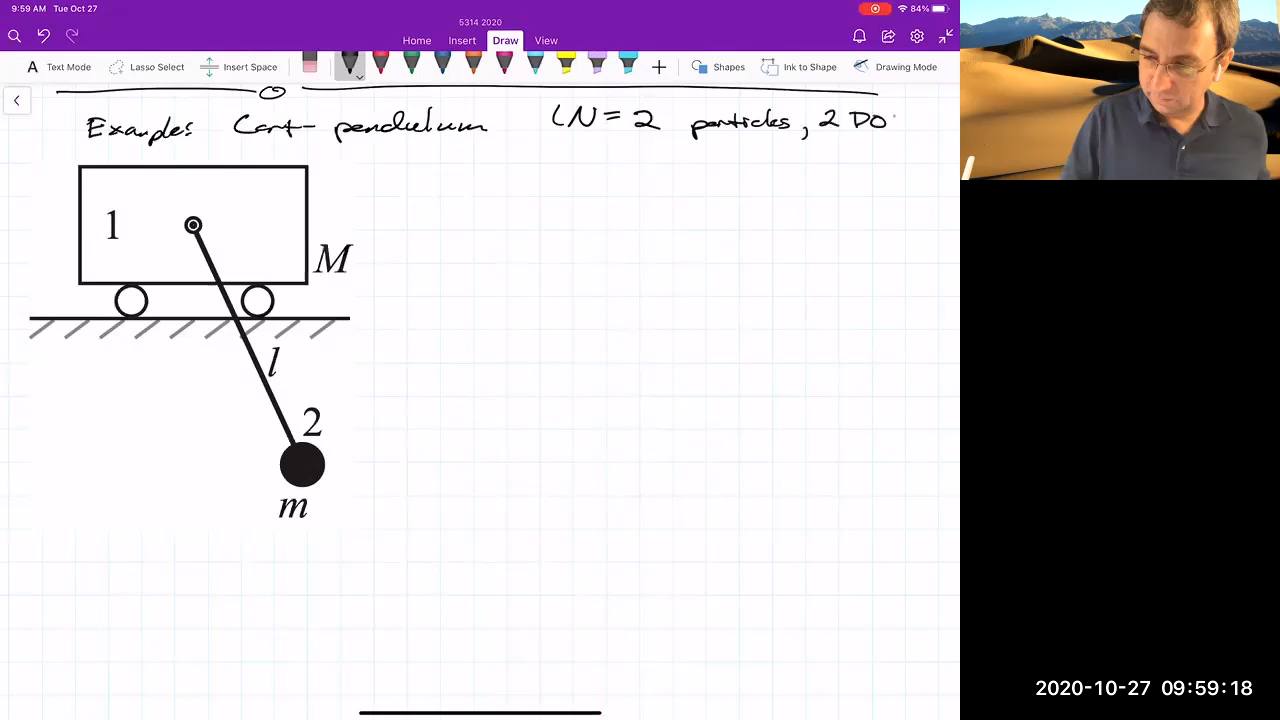 9:59 AM Tue Oct 27
84%
5314 2020
Home Insert Draw View
A Text Mode Lasso Select Insert Space Shapes Ink to Shape Drawing Mode
Examples Cart-pendulum (N = 2 particles, 2 DO
1
M
l
2
m
2020-10-27 09:59:18